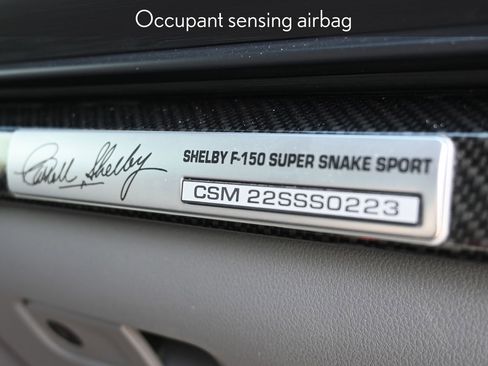 Occupant sensing airbag
Carroll Shelby
SHELBY F-150 SUPER SNAKE SPORT
CSM 22SSS0223